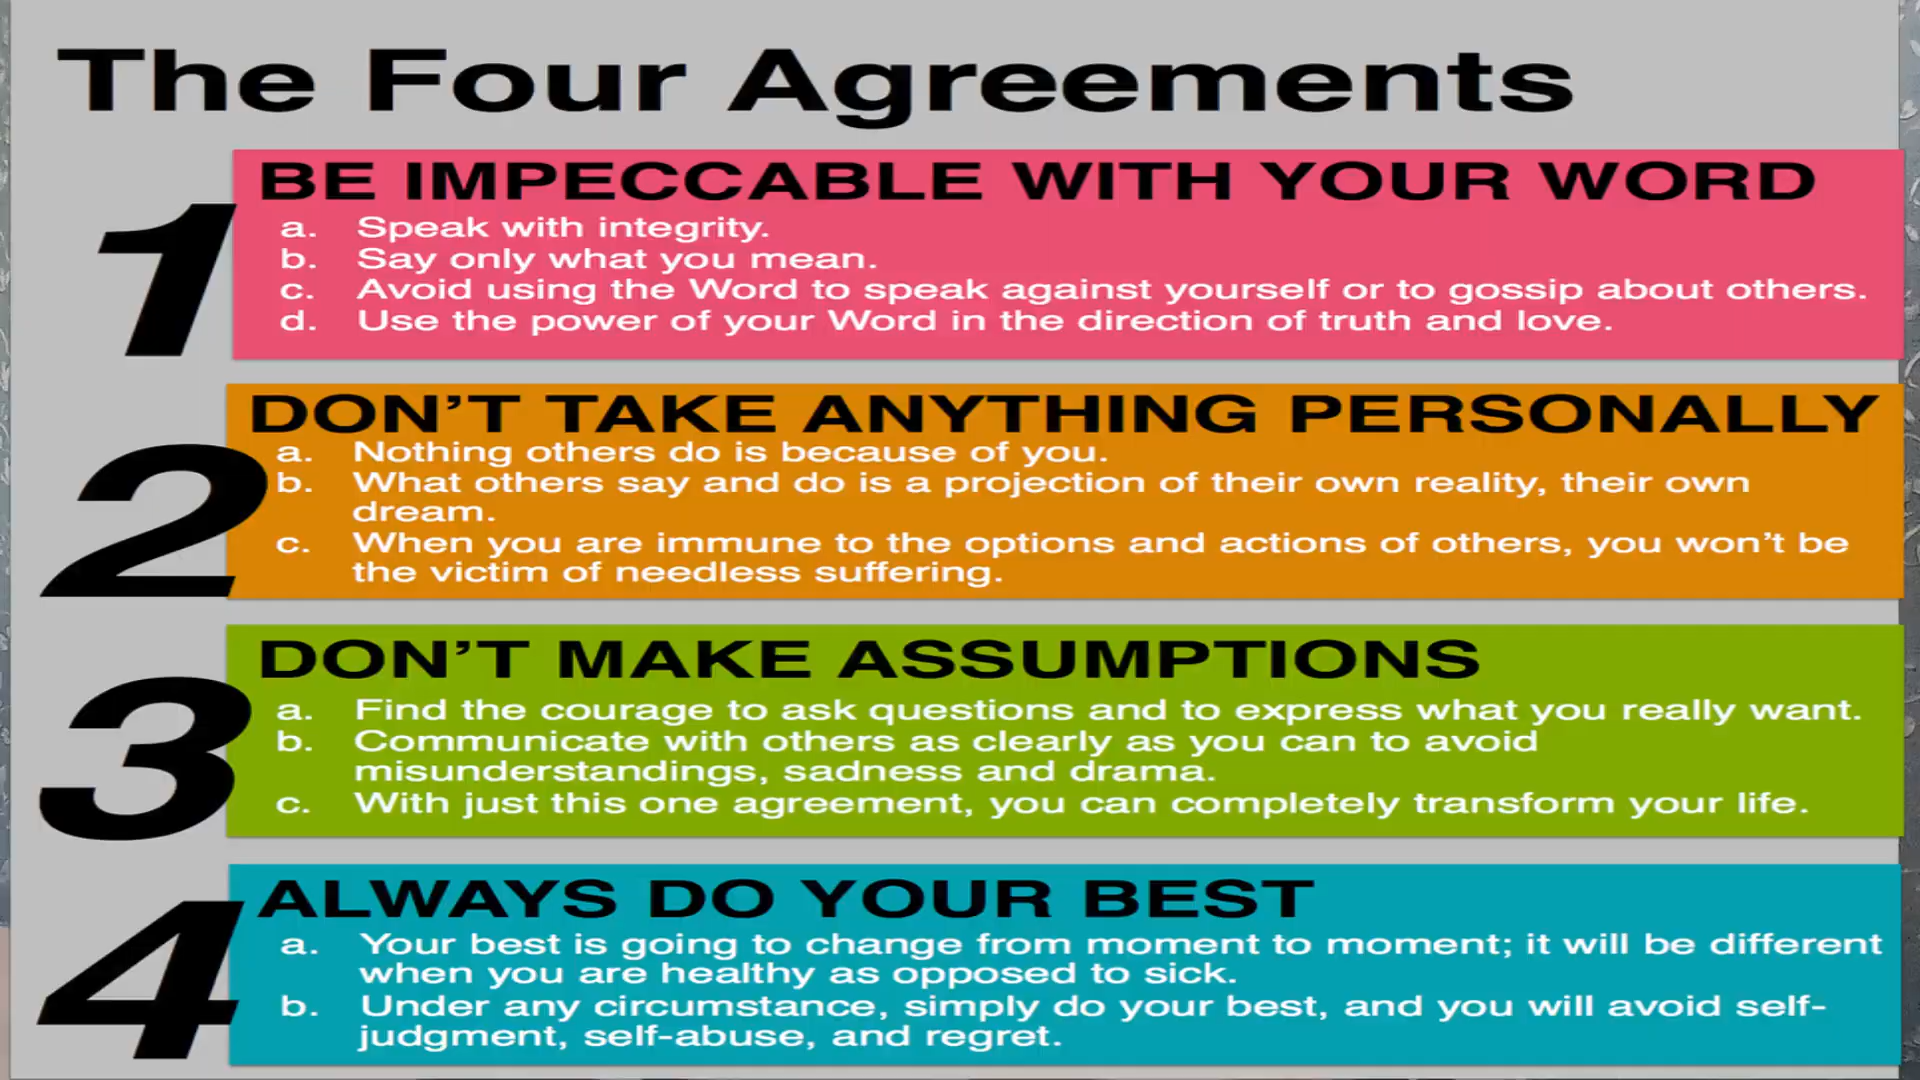 The Four Agreements
1
BE IMPECCABLE WITH YOUR WORD
a. Speak with integrity.
b. Say only what you mean.
c. Avoid using the Word to speak against yourself or to gossip about others.
d. Use the power of your Word in the direction of truth and love.
2
DON'T TAKE ANYTHING PERSONALLY
a. Nothing others do is because of you.
b. What others say and do is a projection of their own reality, their own
dream.
c. When you are immune to the options and actions of others, you won't be
the victim of needless suffering.
3
DON'T MAKE ASSUMPTIONS
a. Find the courage to ask questions and to express what you really want.
b. Communicate with others as clearly as you can to avoid
misunderstandings, sadness and drama.
c. With just this one agreement, you can completely transform your life.
4
ALWAYS DO YOUR BEST
a. Your best is going to change from moment to moment; it will be different
when you are healthy as opposed to sick.
b. Under any circumstance, simply do your best, and you will avoid self-
judgment, self-abuse, and regret.